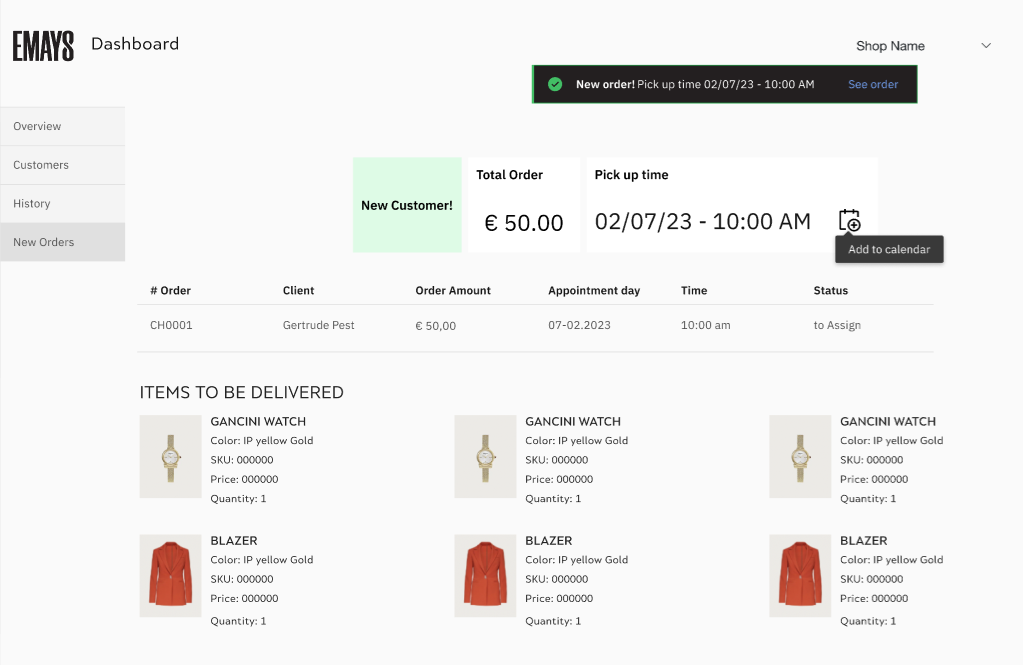 EMAYS Dashboard
Shop Name
New order! Pick up time 02/07/23 - 10:00 AM See order
Overview
Customers
History
New Orders
New Customer!
Total Order
€ 50.00
Pick up time
02/07/23 - 10:00 AM
Add to calendar
# Order Client Order Amount Appointment day Time Status
CH0001 Gertrude Pest € 50,00 07-02.2023 10:00 am to Assign
ITEMS TO BE DELIVERED
GANCINI WATCH
Color: IP yellow Gold
SKU: 000000
Price: 000000
Quantity: 1
GANCINI WATCH
Color: IP yellow Gold
SKU: 000000
Price: 000000
Quantity: 1
GANCINI WATCH
Color: IP yellow Gold
SKU: 000000
Price: 000000
Quantity: 1
BLAZER
Color: IP yellow Gold
SKU: 000000
Price: 000000
Quantity: 1
BLAZER
Color: IP yellow Gold
SKU: 000000
Price: 000000
Quantity: 1
BLAZER
Color: IP yellow Gold
SKU: 000000
Price: 000000
Quantity: 1